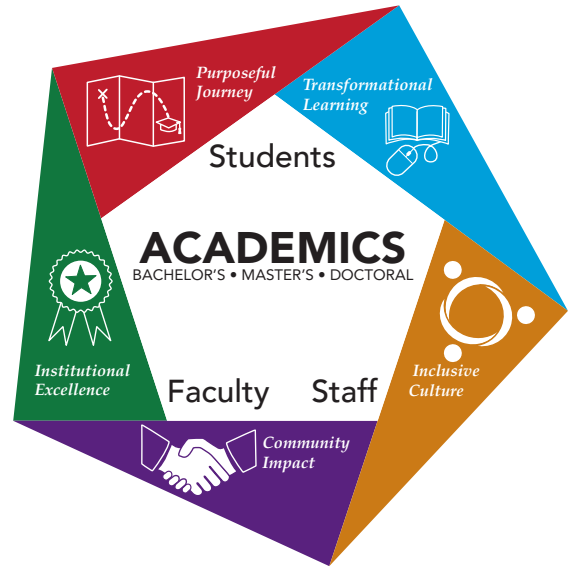 Purposeful
Journey
Transformational
Learning
Students
ACADEMICS
BACHELOR'S • MASTER'S • DOCTORAL
Institutional
Excellence
Inclusive
Culture
Faculty
Staff
Community
Impact